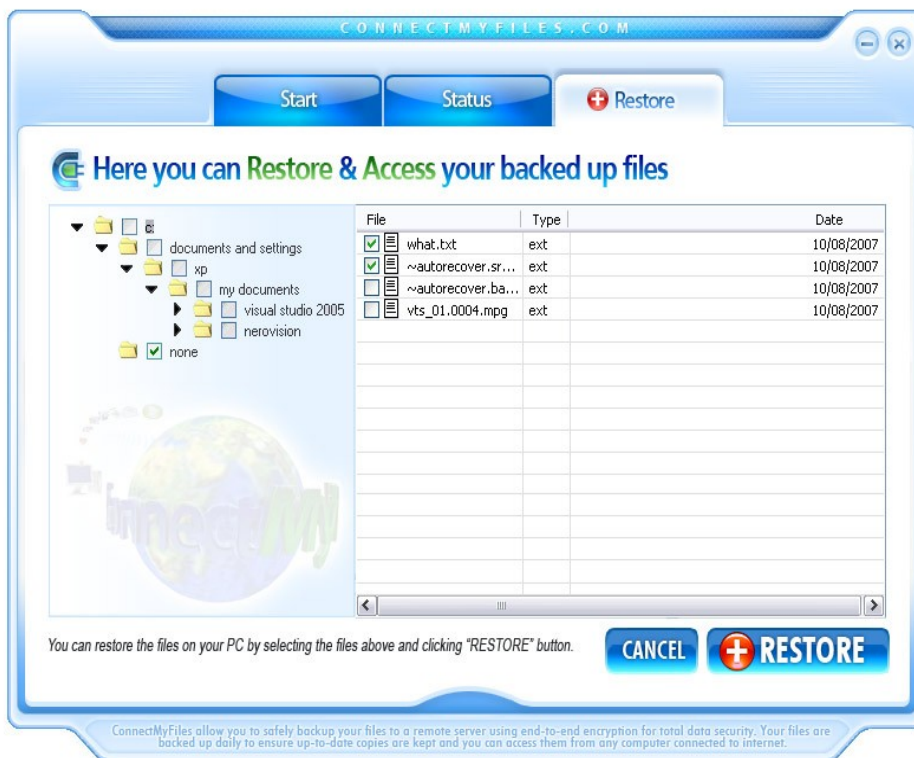 CONNECTMYFILES.COM
Start
Status
Restore
Here you can Restore & Access your backed up files
c:
documents and settings
xp
my documents
visual studio 2005
nerovision
none
File Type Date
what.txt ext 10/08/2007
~autorecover.sr... ext 10/08/2007
~autorecover.ba... ext 10/08/2007
vts_01.0004.mpg ext 10/08/2007
ConnectMy
You can restore the files on your PC by selecting the files above and clicking “RESTORE” button.
CANCEL
RESTORE
ConnectMyFiles allow you to safely backup your files to a remote server using end-to-end encryption for total data security. Your files are
backed up daily to ensure up-to-date copies are kept and you can access them from any computer connected to internet.